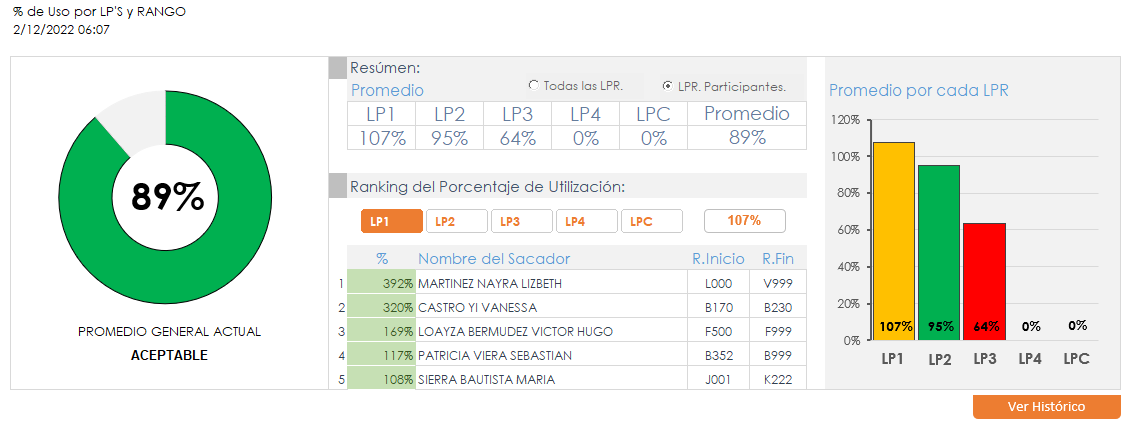 % de Uso por LP'S y RANGO
2/12/2022 06:07
89%
PROMEDIO GENERAL ACTUAL
ACEPTABLE
Resúmen:
Promedio
Todas las LPR.
LPR. Participantes.
LP1 LP2 LP3 LP4 LPC Promedio
107% 95% 64% 0% 0% 89%
Ranking del Porcentaje de Utilización:
LP1 LP2 LP3 LP4 LPC 107%
% Nombre del Sacador R.Inicio R.Fin
1 392% MARTINEZ NAYRA LIZBETH L000 V999
2 320% CASTRO YI VANESSA B170 B230
3 169% LOAYZA BERMUDEZ VICTOR HUGO F500 F999
4 117% PATRICIA VIERA SEBASTIAN B352 B999
5 108% SIERRA BAUTISTA MARIA J001 K222
Promedio por cada LPR
120%
100%
80%
60%
40%
20%
0%
107% 95% 64% 0% 0%
LP1 LP2 LP3 LP4 LPC
Ver Histórico